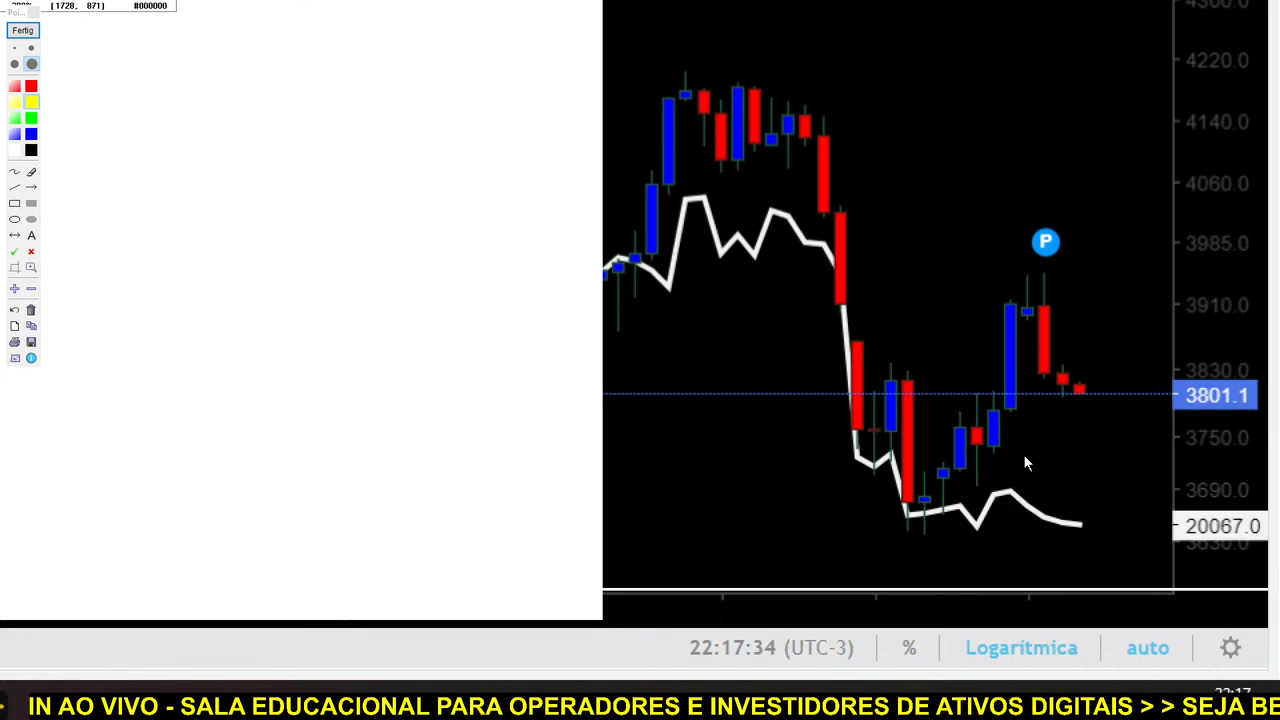 (1728, 871) #000000
Fertig
A
P
4220.0
4140.0
4060.0
3985.0
3910.0
3830.0
3801.1
3750.0
3690.0
20067.0
22:17:34 (UTC-3) % Logarítmica auto
IN AO VIVO - SALA EDUCACIONAL PARA OPERADORES E INVESTIDORES DE ATIVOS DIGITAIS > > SEJA BE